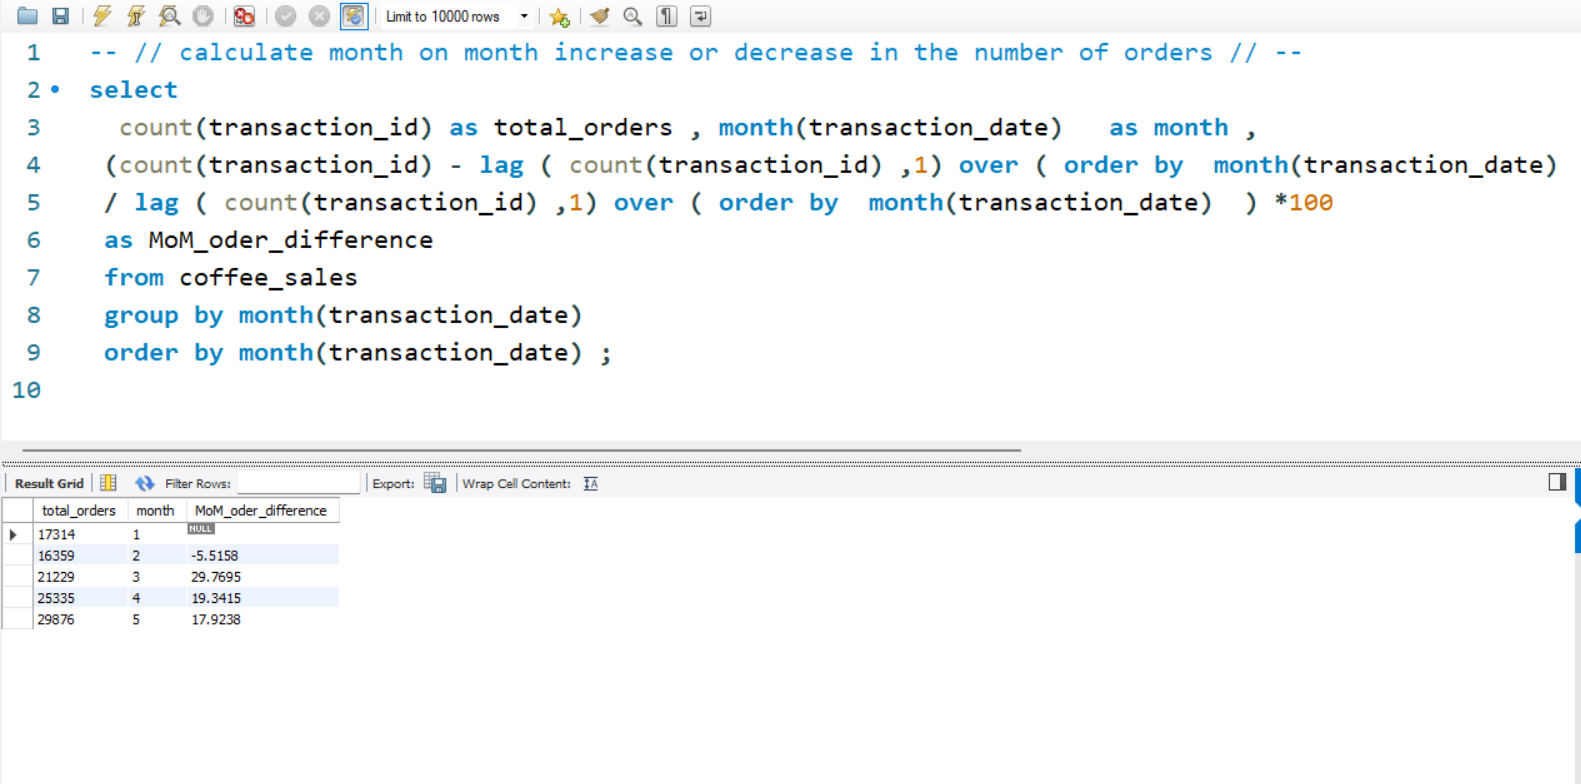 Limit to 10000 rows
1 -- // calculate month on month increase or decrease in the number of orders // --
2 select
3 count(transaction_id) as total_orders , month(transaction_date) as month ,
4 (count(transaction_id) - lag ( count(transaction_id) ,1) over ( order by month(transaction_date)
5 / lag ( count(transaction_id) ,1) over ( order by month(transaction_date) ) *100
6 as MoM_oder_difference
7 from coffee_sales
8 group by month(transaction_date)
9 order by month(transaction_date) ;
10
Result Grid Filter Rows: Export: Wrap Cell Content: IA
total_orders month MoM_oder_difference
17314 1 NULL
16359 2 -5.5158
21229 3 29.7695
25335 4 19.3415
29876 5 17.9238